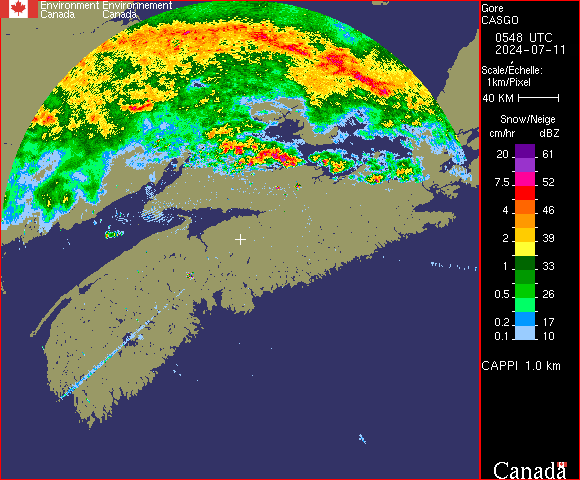 Environment Environnement
Canada Canada
Gore
CASGO
0548 UTC
2024-07-11
Scale/Échelle:
1km/Pixel
40 KM
Snow/Neige
cm/hr dBZ
20 61
7.5 52
4 46
2 39
1 33
0.5 26
0.2 17
0.1 10
CAPPI 1.0 km
Canada